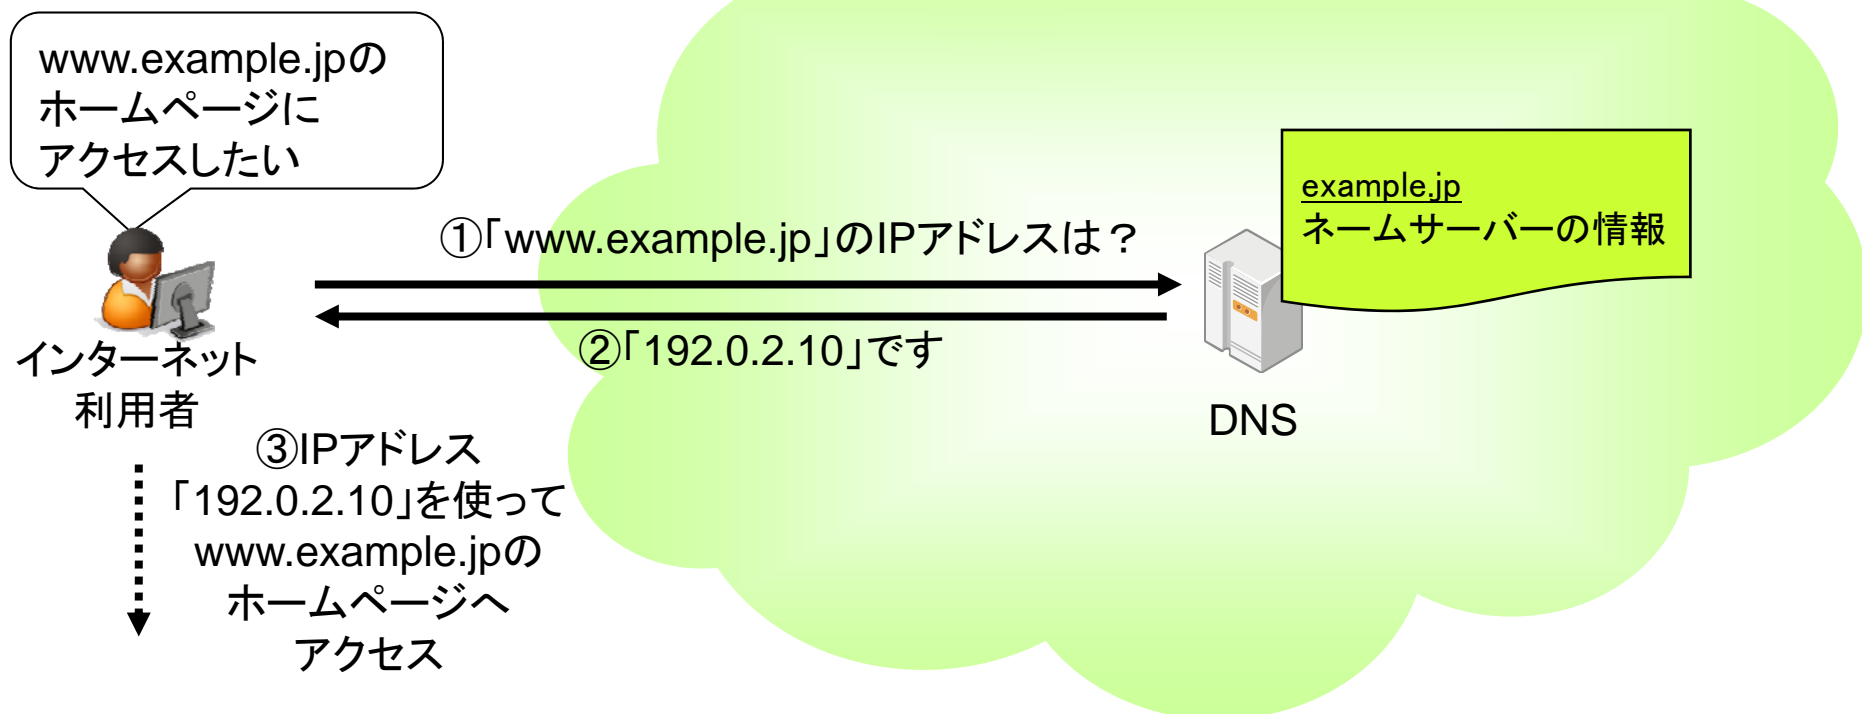 www.example.jpの
ホームページに
アクセスしたい
example.jp
ネームサーバーの情報
①｢www.example.jp｣のIPアドレスは？
②｢192.0.2.10｣です
インターネット
利用者
DNS
③IPアドレス
｢192.0.2.10｣を使って
www.example.jpの
ホームページへ
アクセス